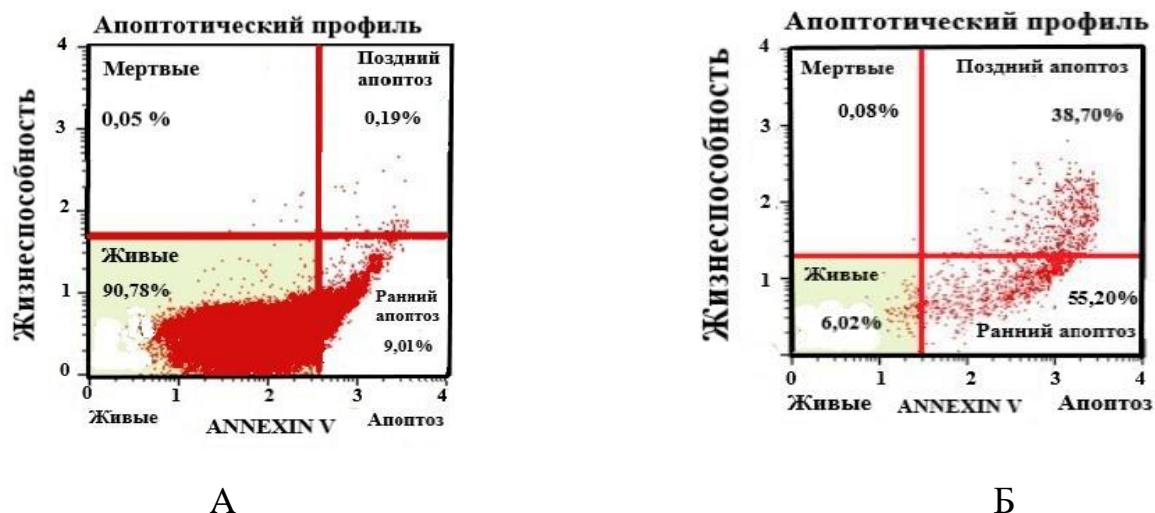 Апоптотический профиль
Жизнеспособность
4
3
2
1
0
Мертвые
0,05 %
Поздний
апоптоз
0,19%
Живые
90,78%
Ранний
апоптоз
9,01%
0 1 2 3 4
Живые ANNEXIN V Апоптоз
А
Апоптотический профиль
Жизнеспособность
4
3
2
1
0
Мертвые
0,08%
Поздний апоптоз
38,70%
Живые
6,02%
55,20%
Ранний апоптоз
0 1 2 3 4
Живые ANNEXIN V Апоптоз
Б